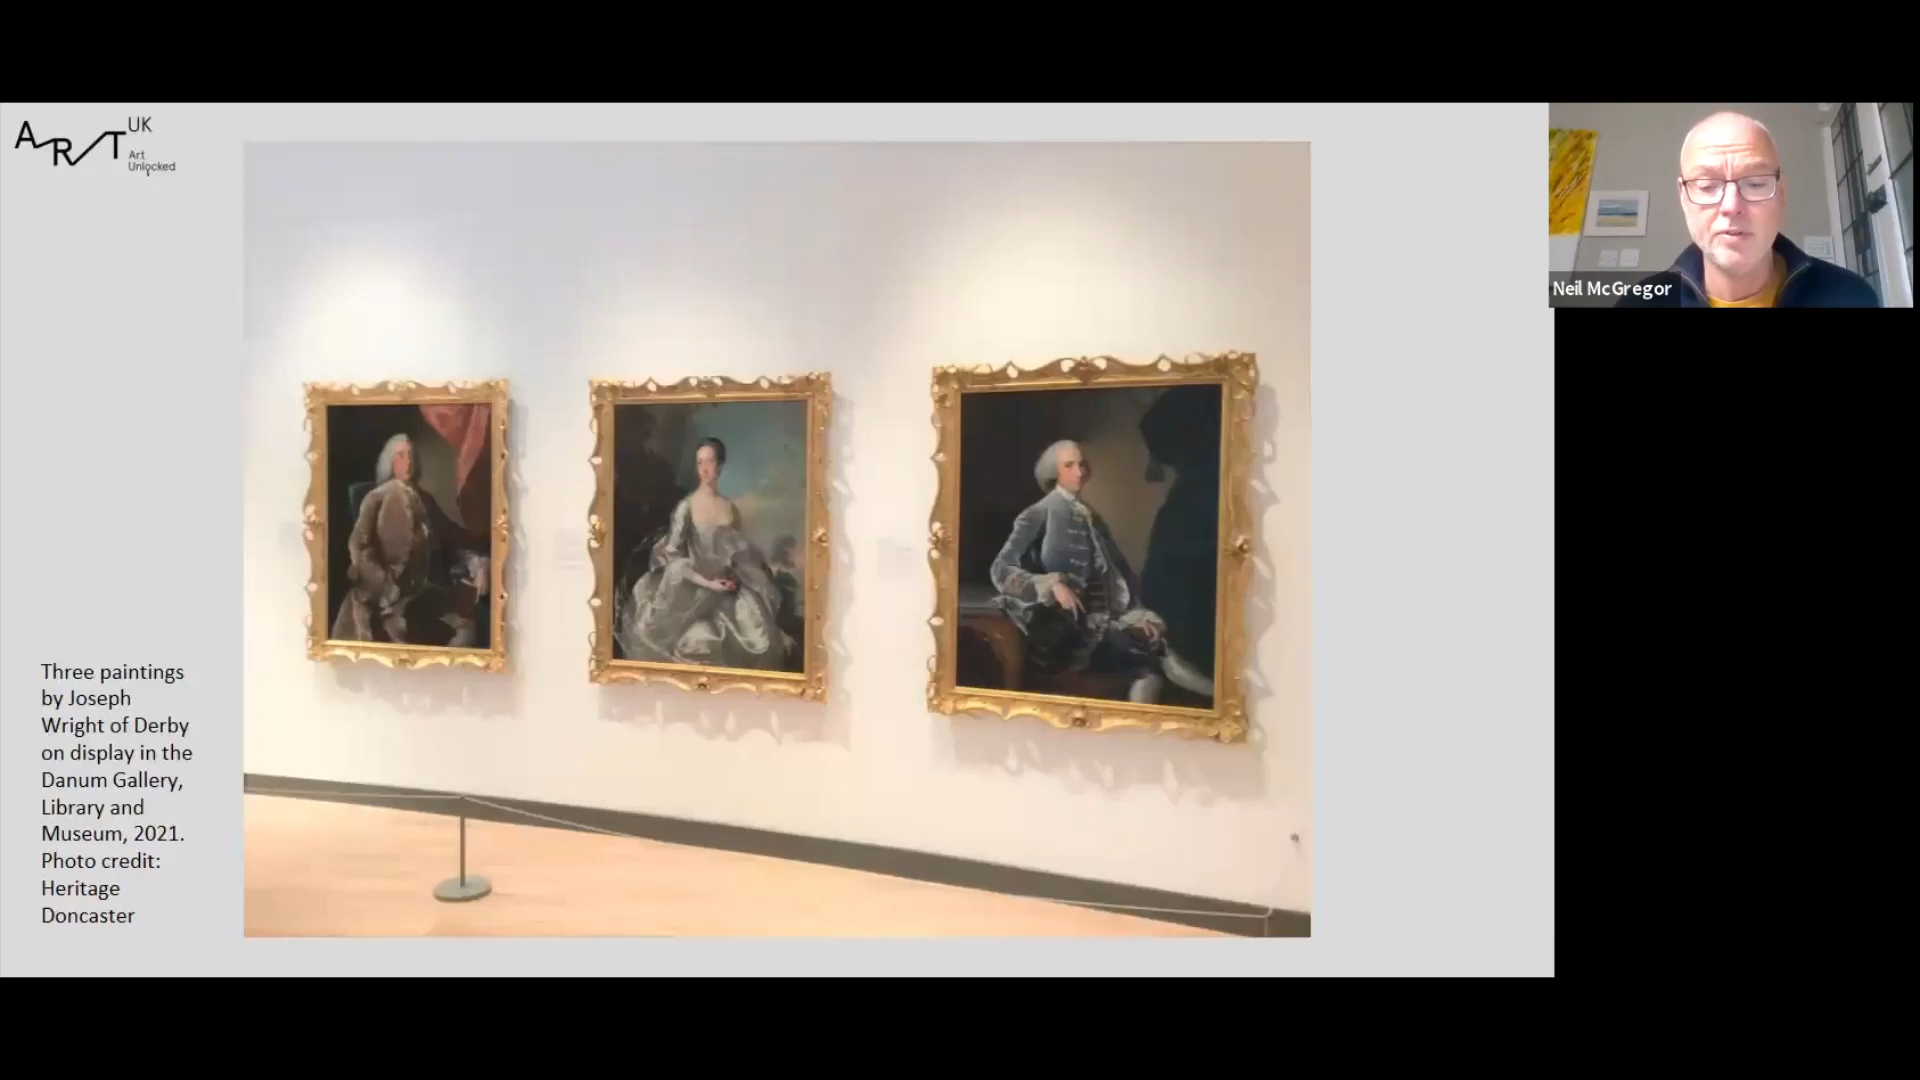 ART UK
Art
Unlocked
Neil McGregor
Three paintings
by Joseph
Wright of Derby
on display in the
Danum Gallery,
Library and
Museum, 2021.
Photo credit:
Heritage
Doncaster